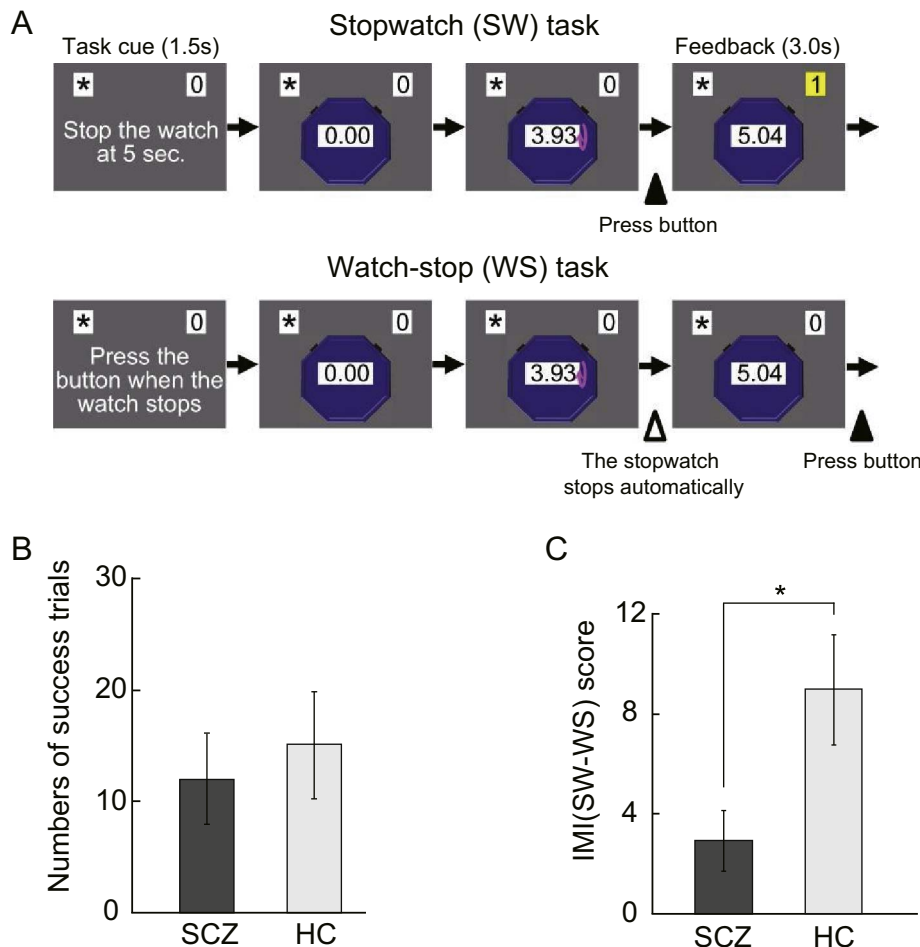 A
Stopwatch (SW) task
Task cue (1.5s)
Feedback (3.0s)
* 0
Stop the watch
at 5 sec.
* 0
0.00
* 0
3.93
* 1
5.04
Press button
Watch-stop (WS) task
* 0
Press the
button when the
watch stops
* 0
0.00
* 0
3.93
* 0
5.04
The stopwatch
stops automatically
Press button
B
Numbers of success trials
30
20
10
0
SCZ
HC
C
IMI(SW-WS) score
12
8
4
0
*
SCZ
HC